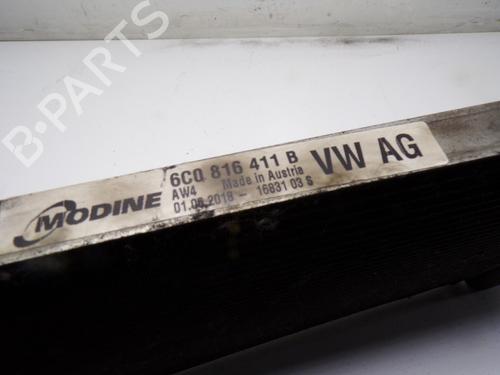 B-PARTS
MODINE
6C0 816 411 B
VW AG
AW4 Made in Austria
01.06.2018 - 16831 03 S